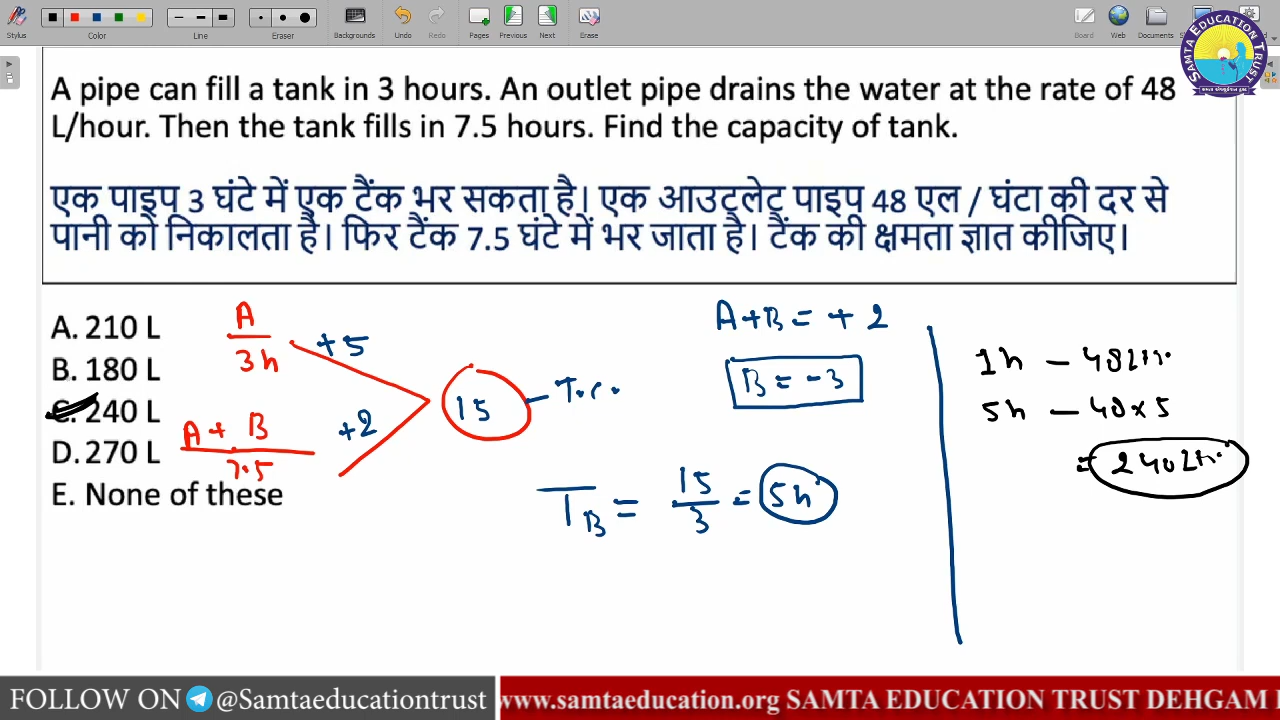 Stylus
Color
Line
Eraser
Backgrounds
Undo
Redo
Pages
Previous
Next
Erase
Board
Web
Documents
SAMTA EDUCATION TRUST
A pipe can fill a tank in 3 hours. An outlet pipe drains the water at the rate of 48
L/hour. Then the tank fills in 7.5 hours. Find the capacity of tank.
एक पाइप 3 घंटे में एक टैंक भर सकता है। एक आउटलेट पाइप 48 एल / घंटा की दर से
पानी को निकालता है। फिर टैंक 7.5 घंटे में भर जाता है। टैंक की क्षमता ज्ञात कीजिए।
A. 210 L
B. 180 L
C. 240 L
D. 270 L
E. None of these
A
3h
+5
A + B
7.5
+2
15
T.C.
A+B = + 2
B = -3
T_B = 15/3 = 5h
1h – 48 Ltr.
5h – 48 x 5
= 240 Ltr.
FOLLOW ON @Samtaeducationtrust
www.samtaeducation.org SAMTA EDUCATION TRUST DEHGAM